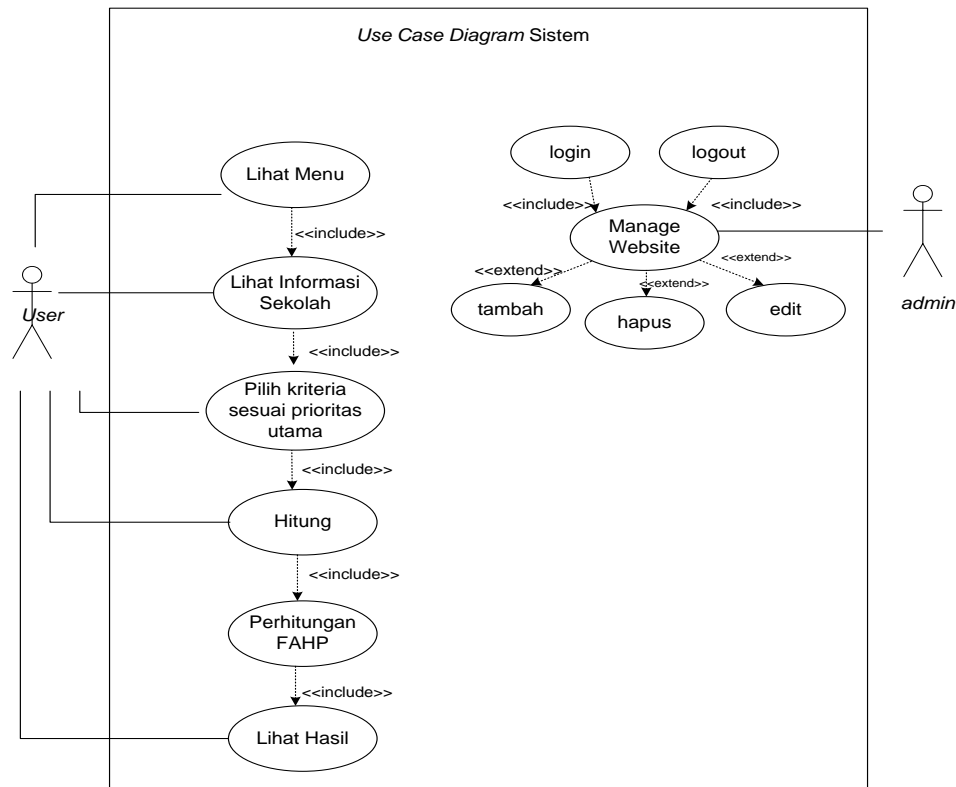 Use Case Diagram Sistem
login
logout
Lihat Menu
<<include>>
<<include>>
Manage
Website
<<include>>
<<extend>>
<<extend>>
<<extend>>
Lihat Informasi
Sekolah
tambah
hapus
edit
admin
User
<<include>>
Pilih kriteria
sesuai prioritas
utama
<<include>>
Hitung
<<include>>
Perhitungan
FAHP
<<include>>
Lihat Hasil